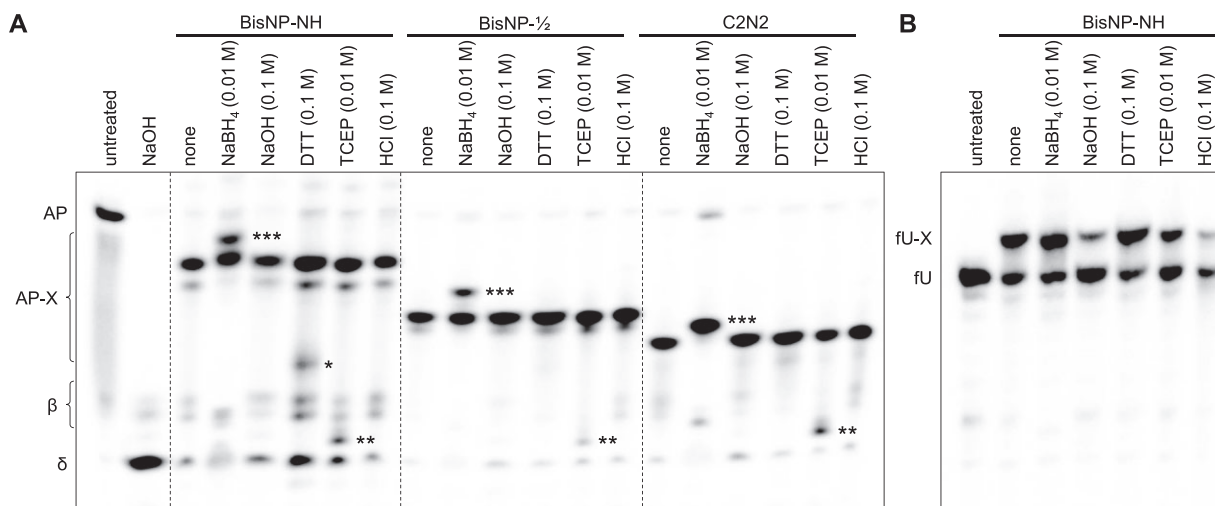 A
BisNP-NH
BisNP-½
C2N2
B
BisNP-NH
untreated
NaOH
none
NaBH₄ (0.01 M)
NaOH (0.1 M)
DTT (0.1 M)
TCEP (0.01 M)
HCl (0.1 M)
none
NaBH₄ (0.01 M)
NaOH (0.1 M)
DTT (0.1 M)
TCEP (0.01 M)
HCl (0.1 M)
none
NaBH₄ (0.01 M)
NaOH (0.1 M)
DTT (0.1 M)
TCEP (0.01 M)
HCl (0.1 M)
untreated
none
NaBH₄ (0.01 M)
NaOH (0.1 M)
DTT (0.1 M)
TCEP (0.01 M)
HCl (0.1 M)
AP
***
fU-X
fU
AP-X
***
***
*
β
**
**
**
δ